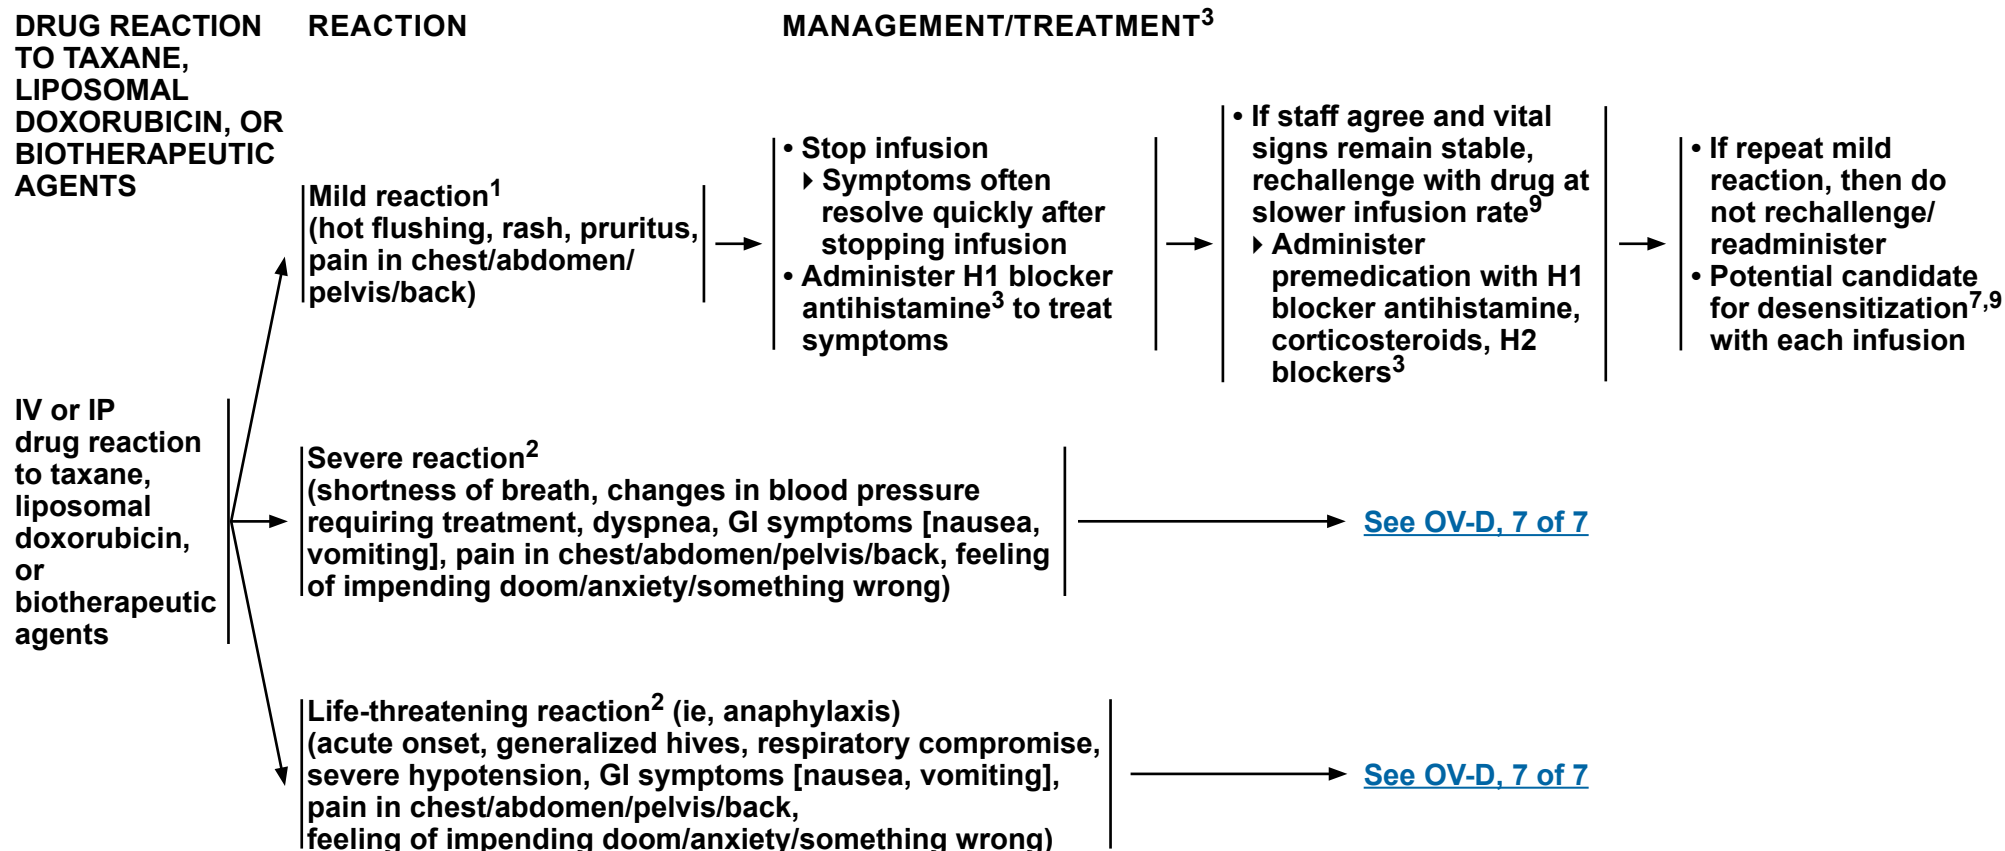 DRUG REACTION
TO TAXANE,
LIPOSOMAL
DOXORUBICIN, OR
BIOTHERAPEUTIC
AGENTS
REACTION
MANAGEMENT/TREATMENT3
IV or IP
drug reaction
to taxane,
liposomal
doxorubicin,
or
biotherapeutic
agents
Mild reaction1
(hot flushing, rash, pruritus,
pain in chest/abdomen/
pelvis/back)
• Stop infusion
Symptoms often
resolve quickly after
stopping infusion
• Administer H1 blocker
antihistamine3 to treat
symptoms
• If staff agree and vital
signs remain stable,
rechallenge with drug at
slower infusion rate9
Administer
premedication with H1
blocker antihistamine,
corticosteroids, H2
blockers3
• If repeat mild
reaction, then do
not rechallenge/
readminister
• Potential candidate
for desensitization7,9
with each infusion
Severe reaction2
(shortness of breath, changes in blood pressure
requiring treatment, dyspnea, GI symptoms [nausea,
vomiting], pain in chest/abdomen/pelvis/back, feeling
of impending doom/anxiety/something wrong)
See OV-D, 7 of 7
Life-threatening reaction2 (ie, anaphylaxis)
(acute onset, generalized hives, respiratory compromise,
severe hypotension, GI symptoms [nausea, vomiting],
pain in chest/abdomen/pelvis/back,
feeling of impending doom/anxiety/something wrong)
See OV-D, 7 of 7